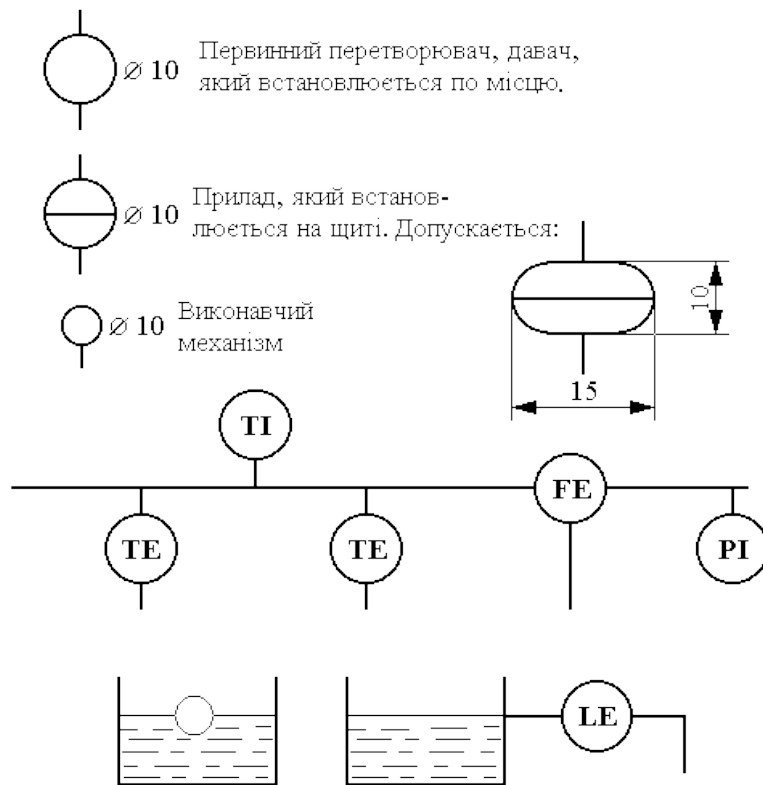 Ø 10 Первинний перетворювач, давач,
який встановлюється по місцю.
Ø 10 Прилад, який встанов-
люється на щиті. Допускається:
10
15
Ø 10 Виконавчий
механізм
TI
FE
TE
TE
PI
LE